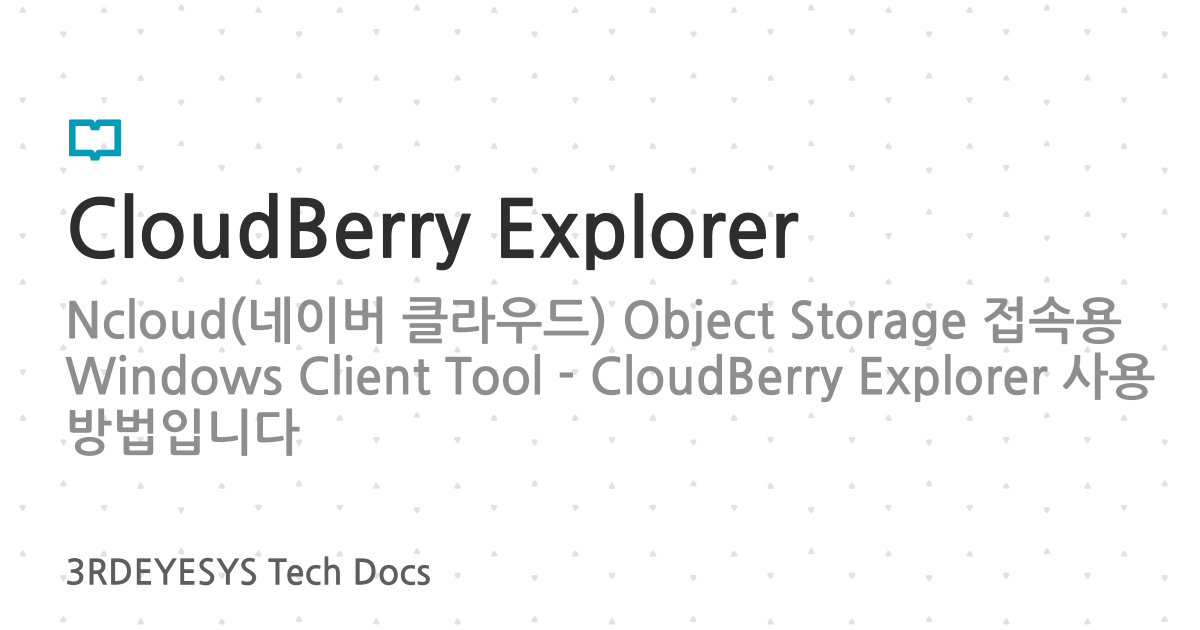 CloudBerry Explorer
Ncloud(네이버 클라우드) Object Storage 접속용
Windows Client Tool - CloudBerry Explorer 사용
방법입니다
3RDEYESYS Tech Docs